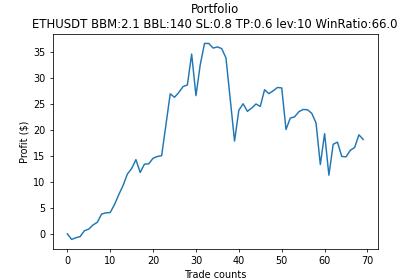 Portfolio
ETHUSDT BBM:2.1 BBL:140 SL:0.8 TP:0.6 lev:10 WinRatio:66.0
Profit ($)
35
30
25
20
15
10
5
0
0 10 20 30 40 50 60 70
Trade counts